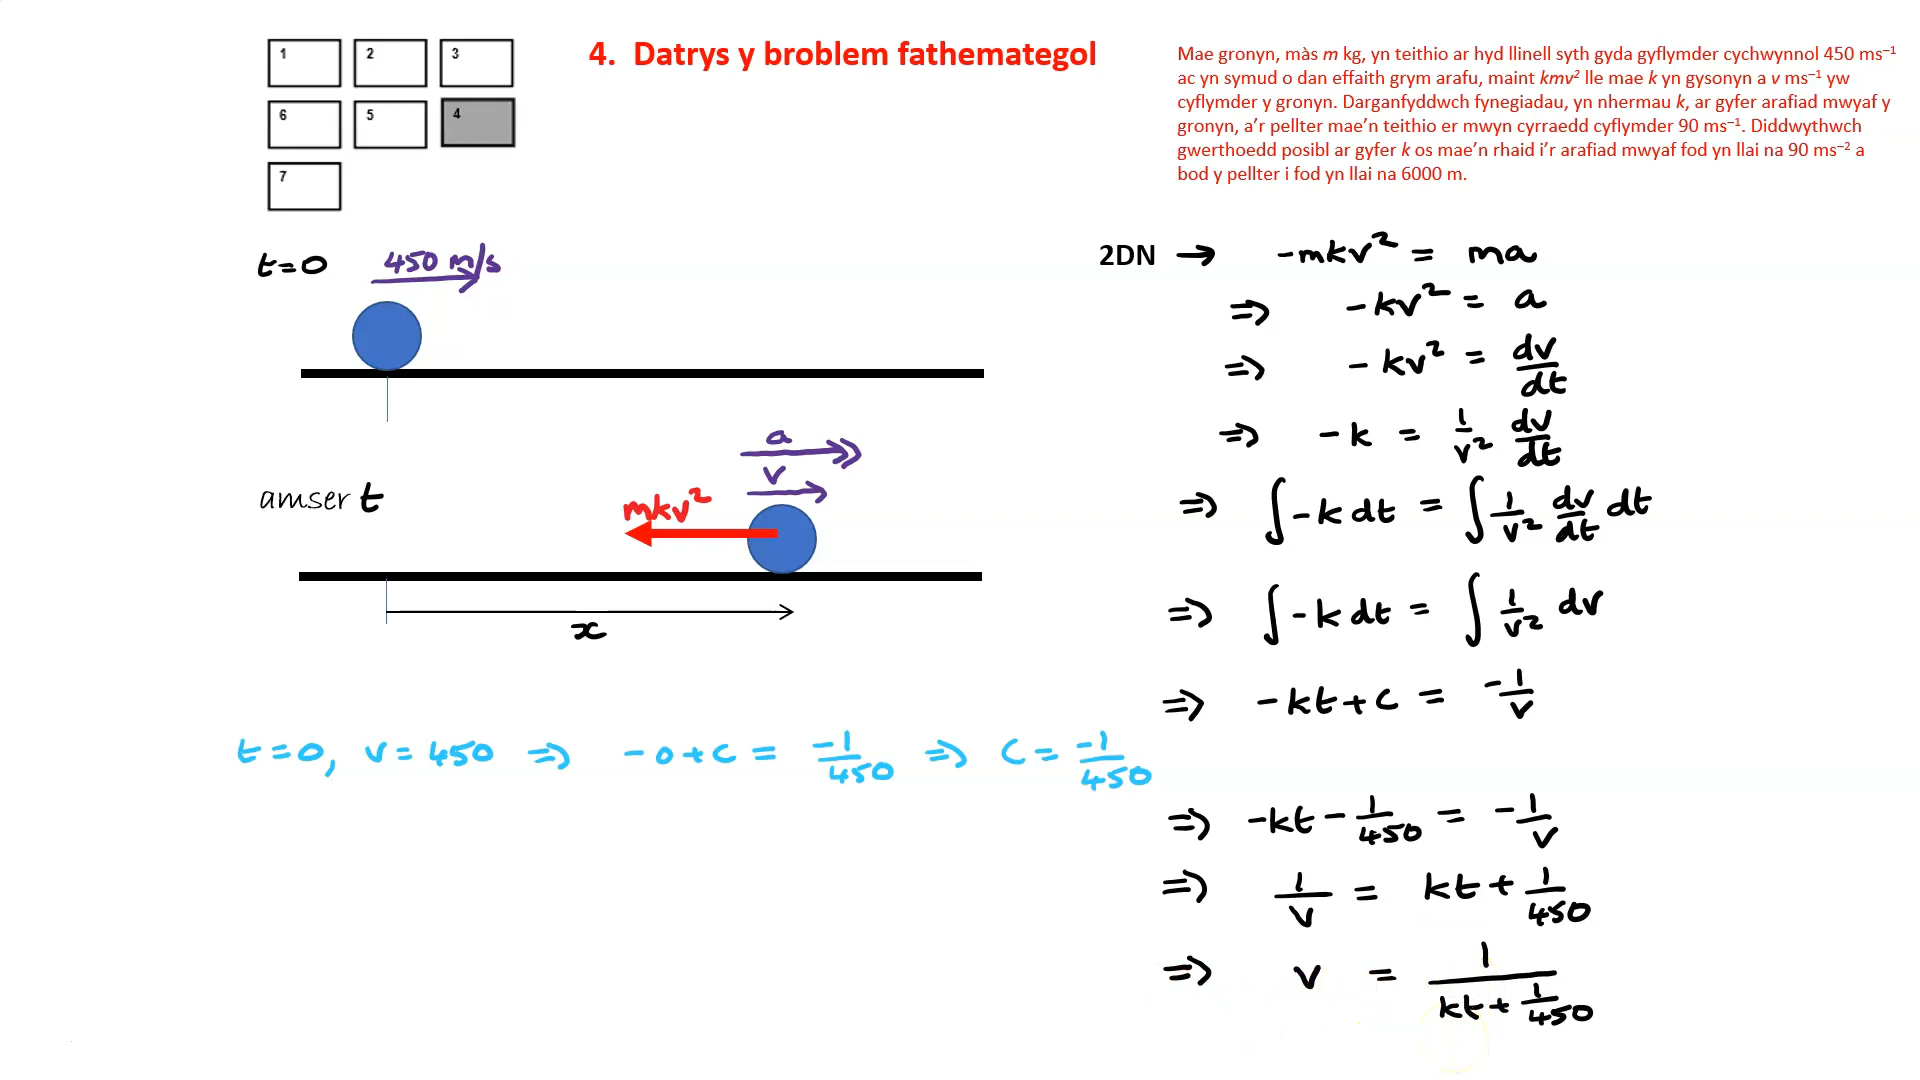 1 2 3
6 5 4
7
4. Datrys y broblem fathemategol
Mae gronyn, màs m kg, yn teithio ar hyd llinell syth gyda gyflymder cychwynnol 450 ms⁻¹
ac yn symud o dan effaith grym arafu, maint kmv² lle mae k yn gysonyn a v ms⁻¹ yw
cyflymder y gronyn. Darganfyddwch fynegiadau, yn nhermau k, ar gyfer arafiad mwyaf y
gronyn, a’r pellter mae’n teithio er mwyn cyrraedd cyflymder 90 ms⁻¹. Diddwythwch
gwerthoedd posibl ar gyfer k os mae’n rhaid i’r arafiad mwyaf fod yn llai na 90 ms⁻² a
bod y pellter i fod yn llai na 6000 m.
t=0 450 m/s
a
v
amser t
mkv²
x
2DN → -mkv² = ma
⇒ -kv² = a
⇒ -kv² = dv/dt
⇒ -k = 1/v² dv/dt
⇒ ∫-k dt = ∫ 1/v² dv/dt dt
⇒ ∫-k dt = ∫ 1/v² dv
⇒ -kt + c = -1/v
t=0, v=450 ⇒ -0+c = -1/450 ⇒ C = -1/450
⇒ -kt - 1/450 = -1/v
⇒ 1/v = kt + 1/450
⇒ v = 1/(kt + 1/450)